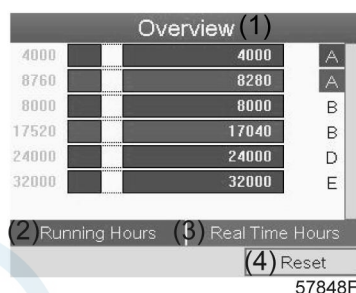 Overview (1)
4000 4000 A
8760 8280 A
8000 8000 B
17520 17040 B
24000 24000 D
32000 32000 E
(2) Running Hours (3) Real Time Hours
(4) Reset
57848F